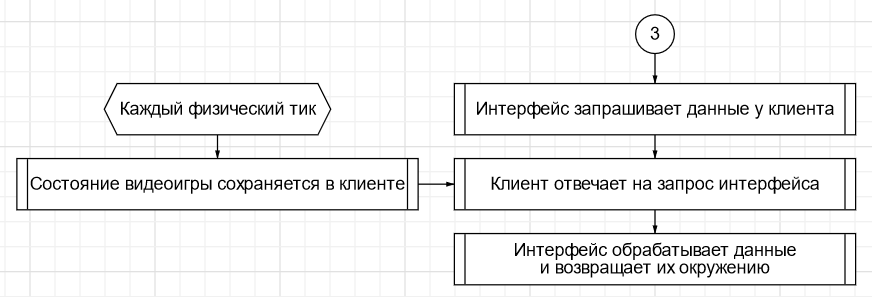 3
Каждый физический тик
Интерфейс запрашивает данные у клиента
Состояние видеоигры сохраняется в клиенте
Клиент отвечает на запрос интерфейса
Интерфейс обрабатывает данные
и возвращает их окружению